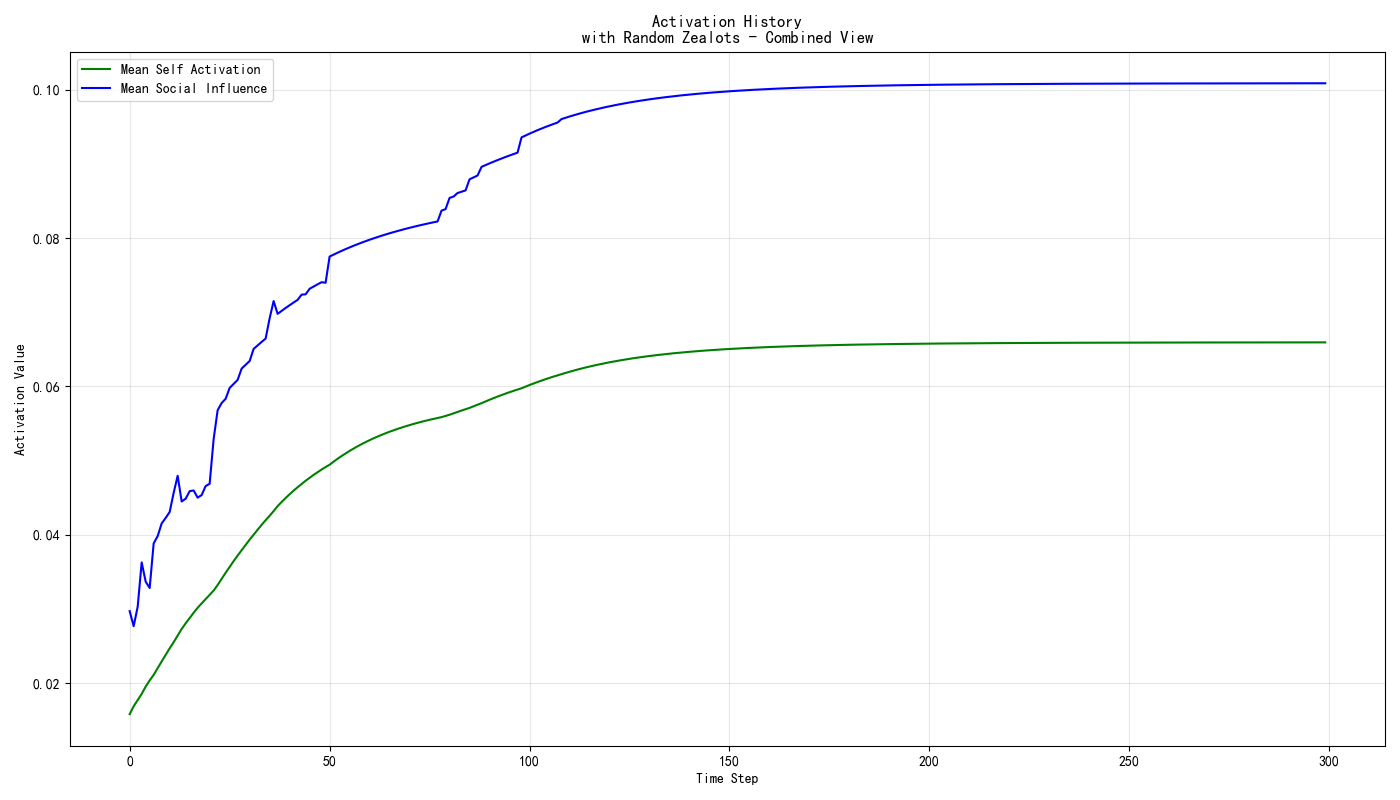 Activation History
with Random Zealots - Combined View
Mean Self Activation
Mean Social Influence
Activation Value
0.10
0.08
0.06
0.04
0.02
0
50
100
150
200
250
300
Time Step